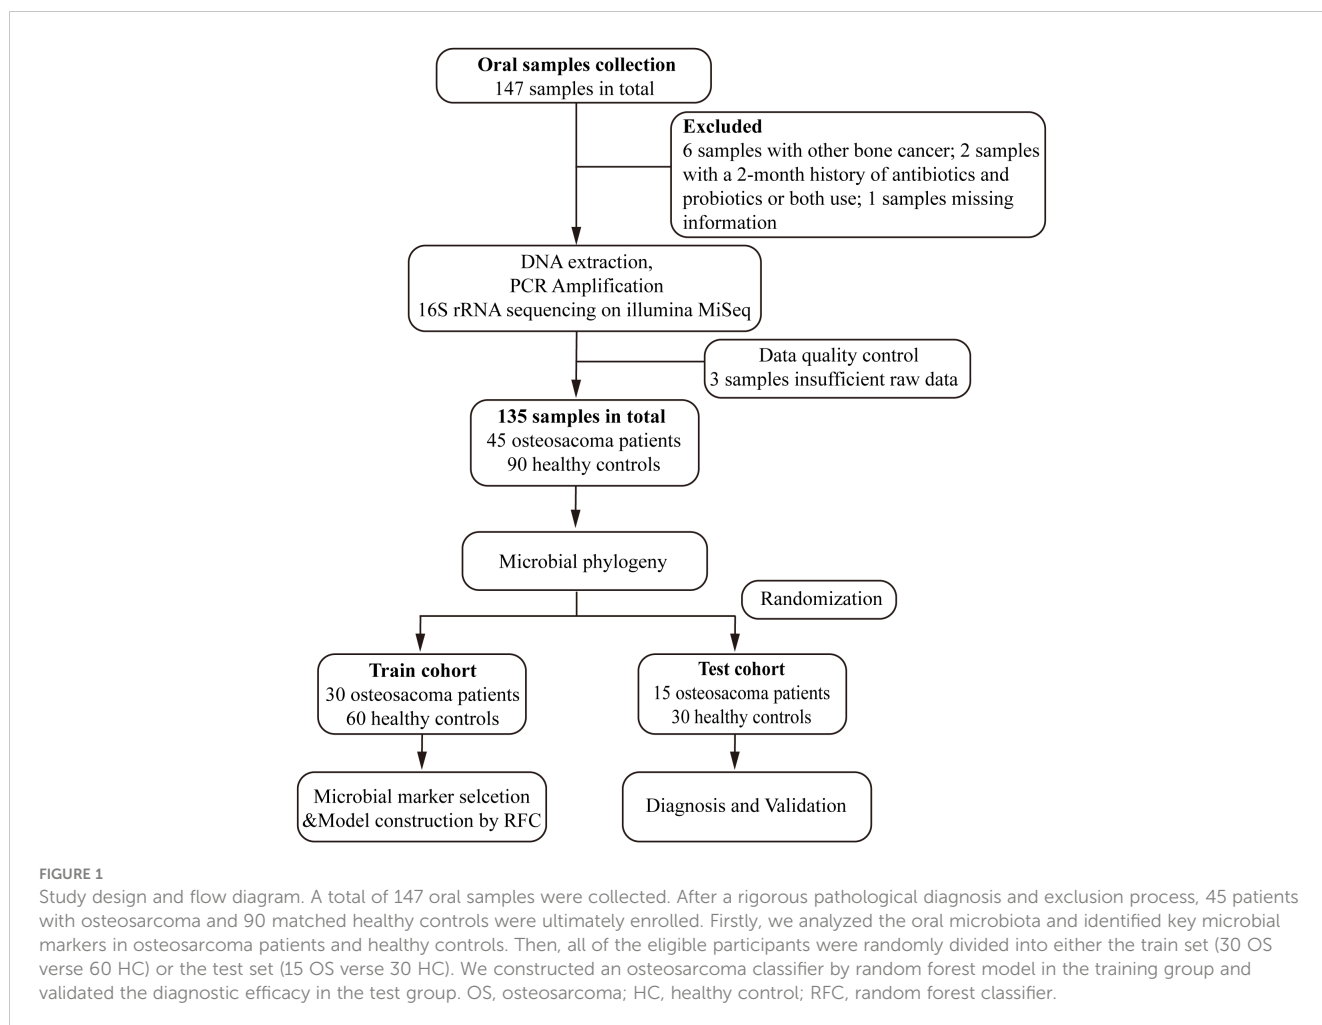 Oral samples collection
147 samples in total
Excluded
6 samples with other bone cancer; 2 samples
with a 2-month history of antibiotics and
probiotics or both use; 1 samples missing
information
DNA extraction,
PCR Amplification
16S rRNA sequencing on illumina MiSeq
Data quality control
3 samples insufficient raw data
135 samples in total
45 osteosacoma patients
90 healthy controls
Microbial phylogeny
Randomization
Train cohort
30 osteosacoma patients
60 healthy controls
Test cohort
15 osteosacoma patients
30 healthy controls
Microbial marker selcetion
&Model construction by RFC
Diagnosis and Validation
FIGURE 1
Study design and flow diagram. A total of 147 oral samples were collected. After a rigorous pathological diagnosis and exclusion process, 45 patients
with osteosarcoma and 90 matched healthy controls were ultimately enrolled. Firstly, we analyzed the oral microbiota and identified key microbial
markers in osteosarcoma patients and healthy controls. Then, all of the eligible participants were randomly divided into either the train set (30 OS
verse 60 HC) or the test set (15 OS verse 30 HC). We constructed an osteosarcoma classifier by random forest model in the training group and
validated the diagnostic efficacy in the test group. OS, osteosarcoma; HC, healthy control; RFC, random forest classifier.